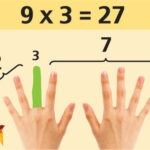 9 x 3 = 27
3
7